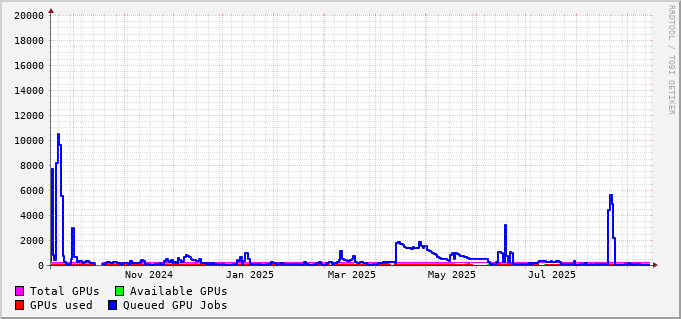 20000
18000
16000
14000
12000
10000
8000
6000
4000
2000
0
Nov 2024 Jan 2025 Mar 2025 May 2025 Jul 2025
Total GPUs Available GPUs
GPUs used Queued GPU Jobs
RRDTOOL / TOBI OETIKER